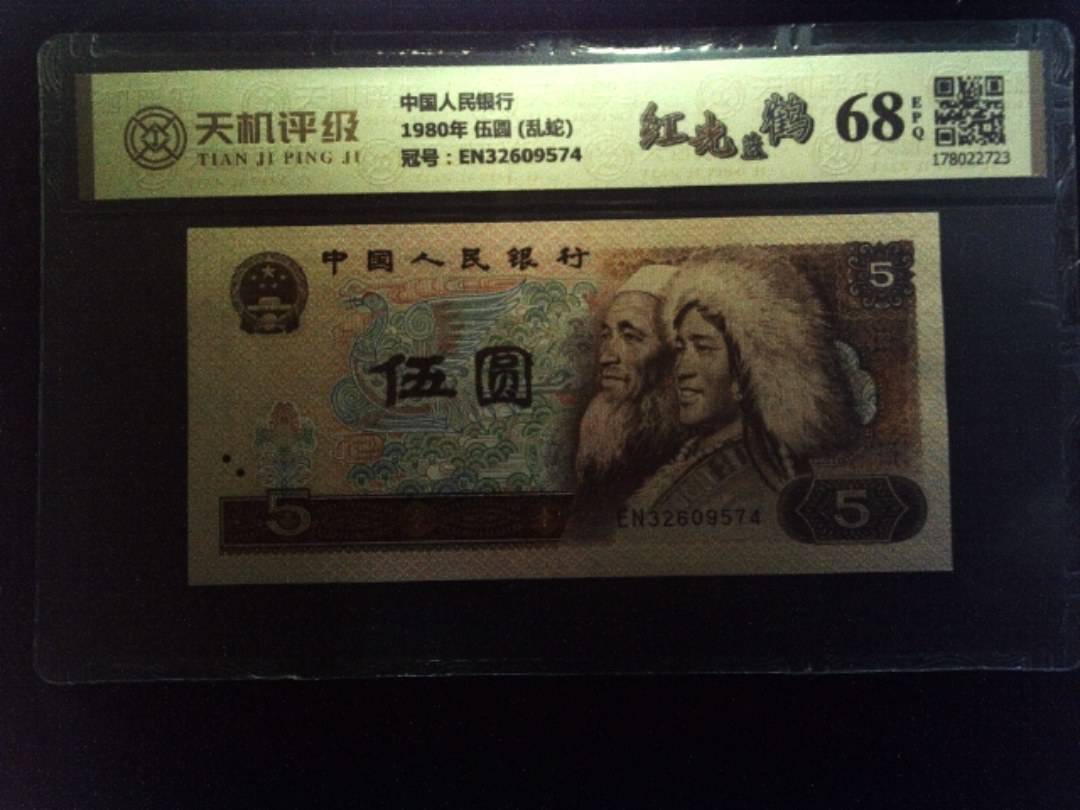 天机评级
TIAN JI PING JI
中国人民银行
1980年 伍圆 (乱蛇)
冠号：EN32609574
红光蓝鹤
68
EPQ
178022723
中国人民银行
伍圆
5
5
EN32609574
5